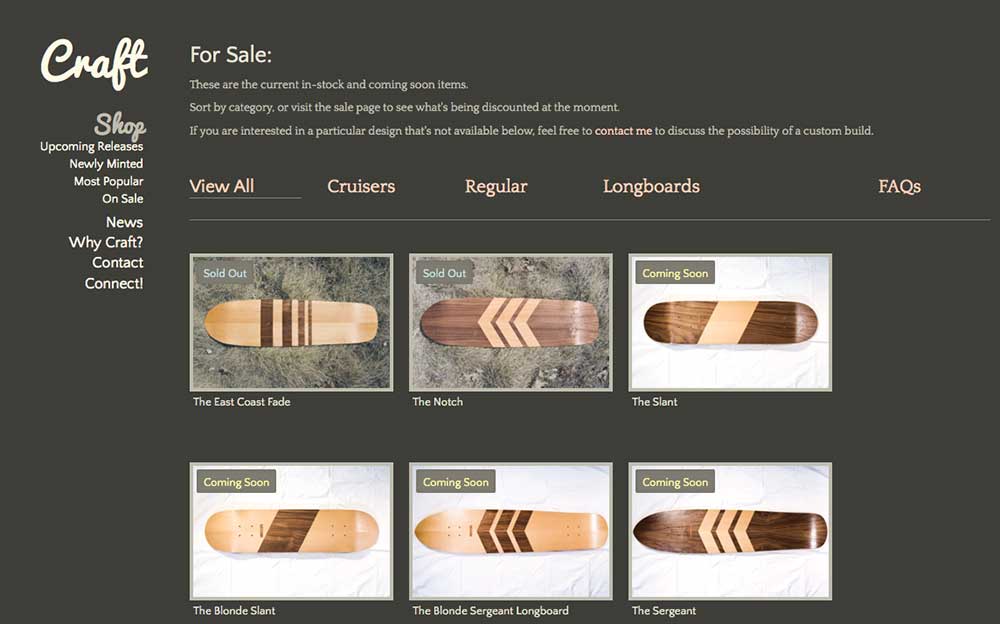 Craft
Shop
Upcoming Releases
Newly Minted
Most Popular
On Sale
News
Why Craft?
Contact
Connect!
For Sale:
These are the current in-stock and coming soon items.
Sort by category, or visit the sale page to see what's being discounted at the moment.
If you are interested in a particular design that's not available below, feel free to contact me to discuss the possibility of a custom build.
View All Cruisers Regular Longboards FAQs
Sold Out Sold Out Coming Soon
The East Coast Fade The Notch The Slant
Coming Soon Coming Soon Coming Soon
The Blonde Slant The Blonde Sergeant Longboard The Sergeant